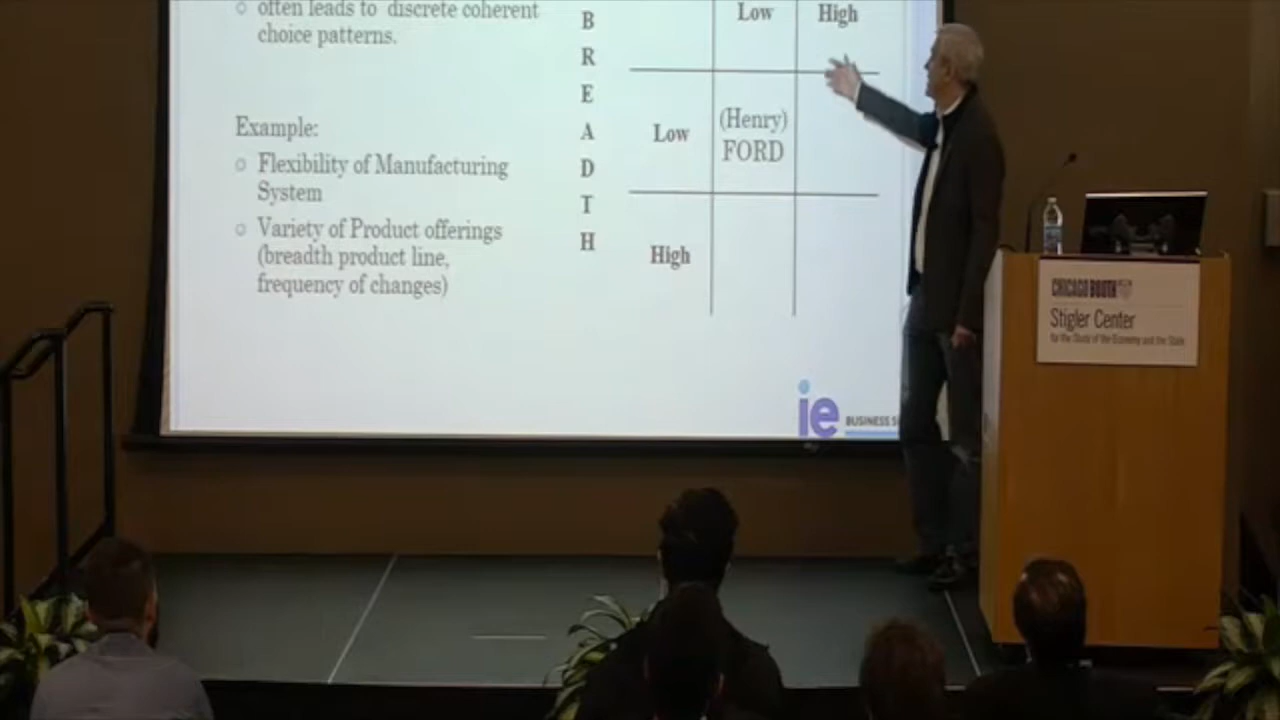 often leads to discrete coherent
choice patterns.
Example:
Flexibility of Manufacturing
System
Variety of Product offerings
(breadth product line,
frequency of changes)
B
R
E
A
D
T
H
Low High
Low
(Henry)
FORD
High
ie
BUSINESS S
CHICAGO BOOTH
Stigler Center
for the Study of the Economy and the State